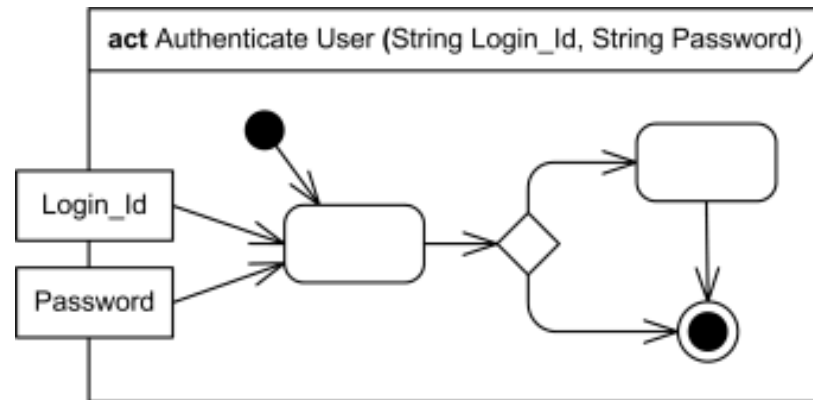 act Authenticate User (String Login_Id, String Password)
Login_Id
Password